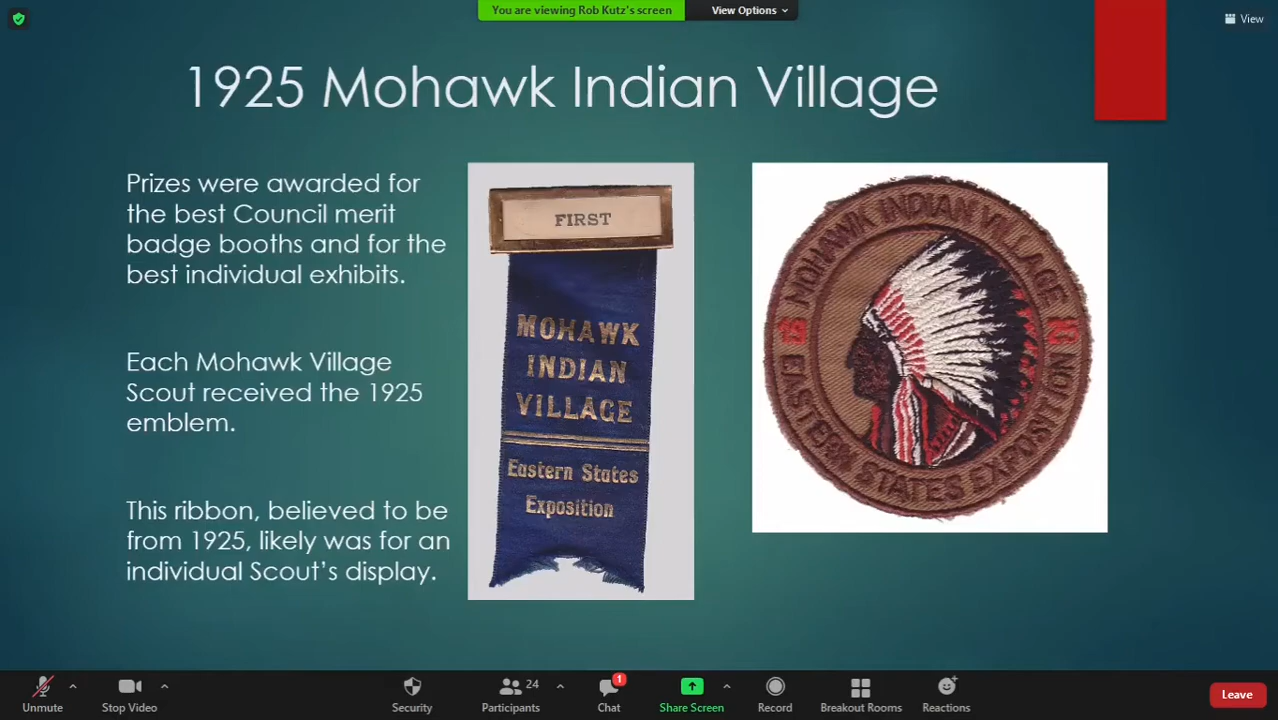 You are viewing Rob Kutz's screen
View Options
View
1925 Mohawk Indian Village
Prizes were awarded for
the best Council merit
badge booths and for the
best individual exhibits.
Each Mohawk Village
Scout received the 1925
emblem.
This ribbon, believed to be
from 1925, likely was for an
individual Scout's display.
FIRST
MOHAWK
INDIAN
VILLAGE
Eastern States
Exposition
MOHAWK INDIAN VILLAGE
19
EASTERN STATES EXPOSITION
Unmute
Stop Video
Security
24
Participants
1
Chat
Share Screen
Record
Breakout Rooms
Reactions
Leave